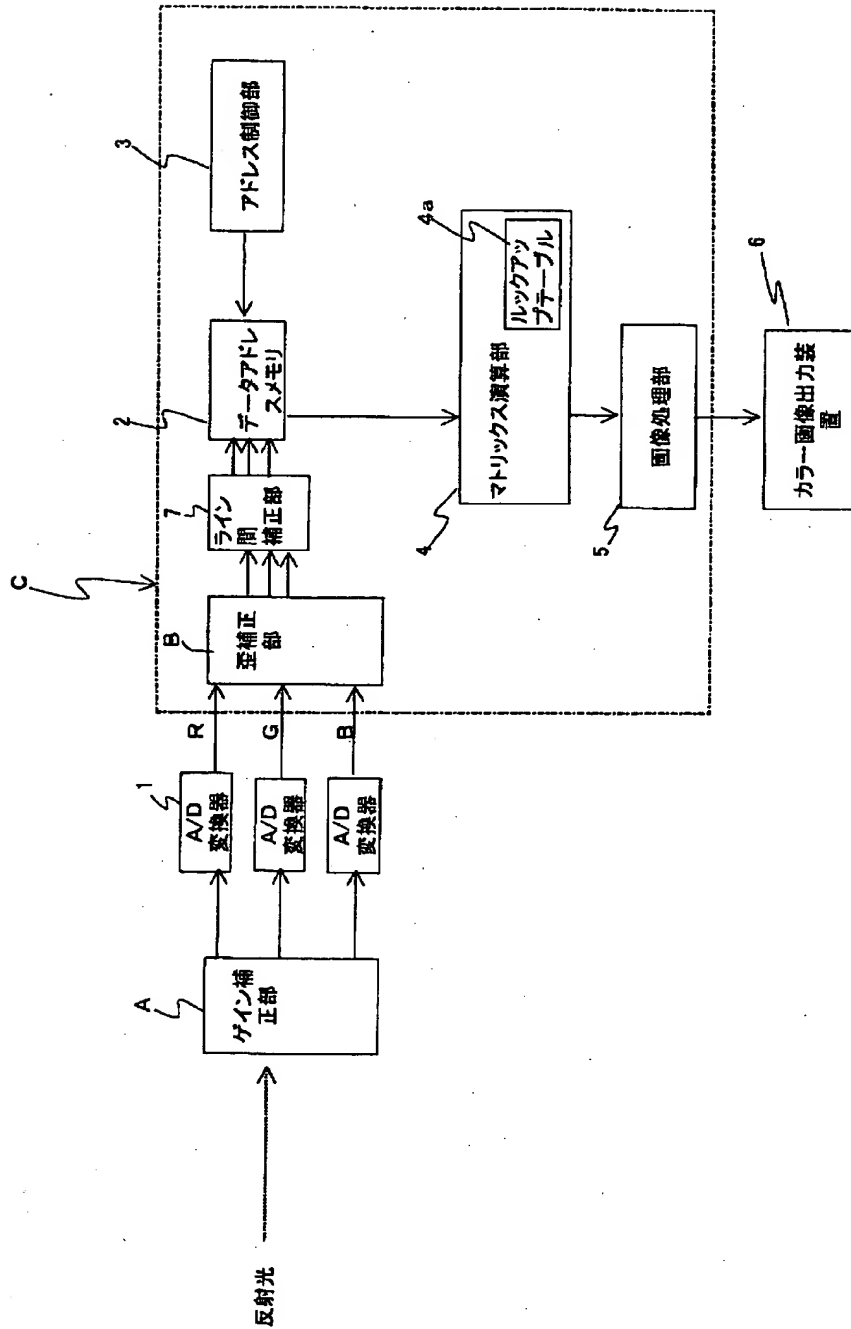 反射光
A
ゲイン補
正部
1
A/D
変換器
A/D
変換器
A/D
変換器
R
G
B
C
B
歪補正
部
7
ライン
間
補正部
2
データアドレ
スメモリ
3
アドレス制御部
4
マトリックス演算部
4a
ルックアッ
プテーブル
5
画像処理部
6
カラー画像出力装
置